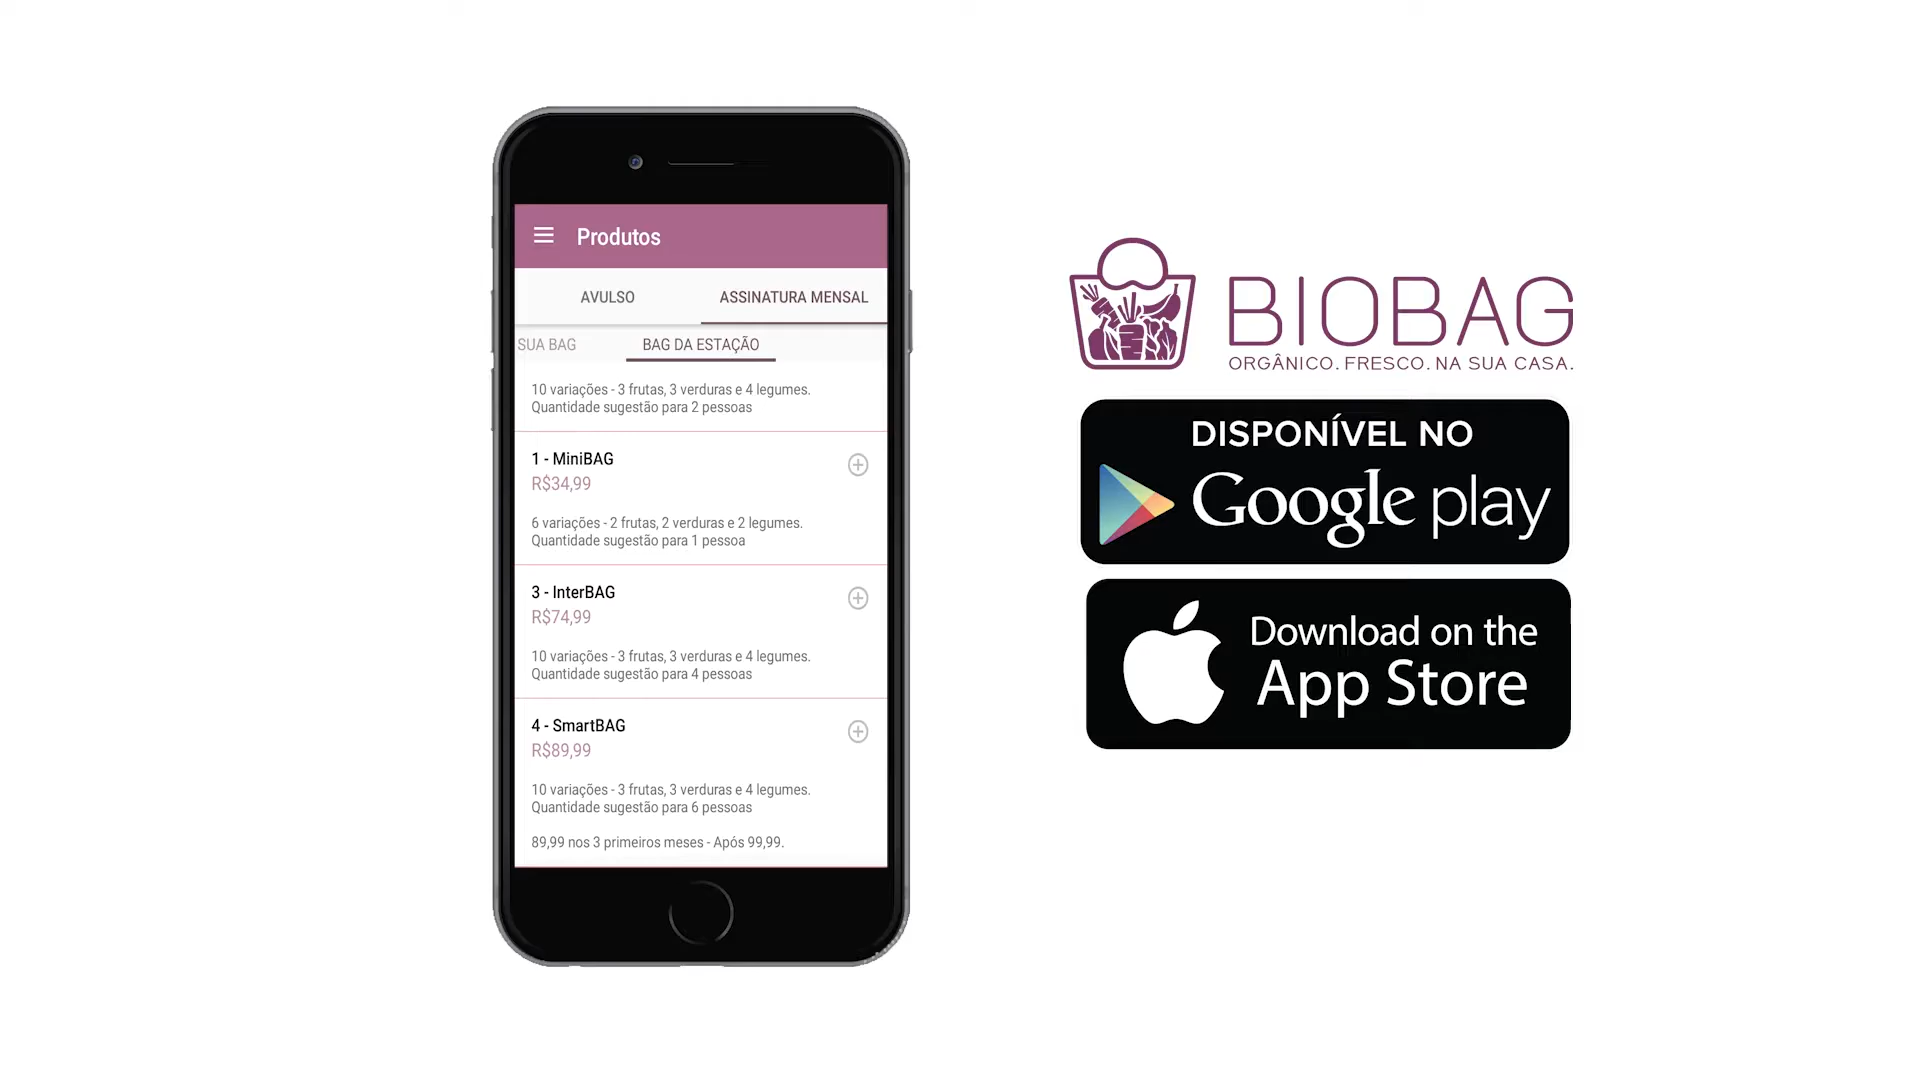 Produtos
AVULSO
ASSINATURA MENSAL
SUA BAG
BAG DA ESTAÇÃO
10 variações - 3 frutas, 3 verduras e 4 legumes.
Quantidade sugestão para 2 pessoas
1 - MiniBAG
R$34,99
6 variações - 2 frutas, 2 verduras e 2 legumes.
Quantidade sugestão para 1 pessoa
3 - InterBAG
R$74,99
10 variações - 3 frutas, 3 verduras e 4 legumes.
Quantidade sugestão para 4 pessoas
4 - SmartBAG
R$89,99
10 variações - 3 frutas, 3 verduras e 4 legumes.
Quantidade sugestão para 6 pessoas
89,99 nos 3 primeiros meses - Após 99,99.
BIOBAG
ORGÂNICO. FRESCO. NA SUA CASA.
DISPONÍVEL NO
Google play
Download on the
App Store